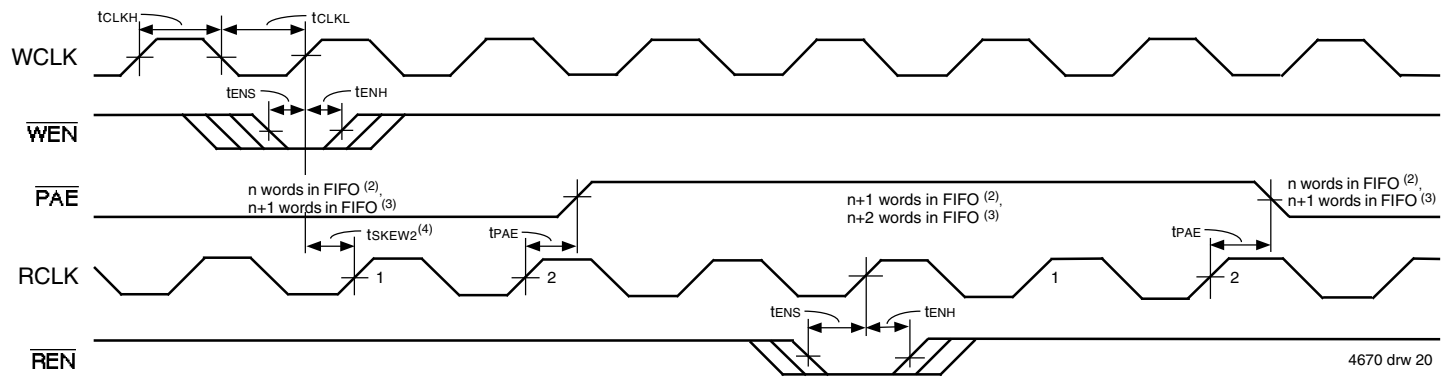 tCLKH tCLKL
WCLK
tENS tENH
WEN
n words in FIFO (2),
n+1 words in FIFO (3)
n+1 words in FIFO (2),
n+2 words in FIFO (3)
n words in FIFO (2),
n+1 words in FIFO (3)
PAE
tSKEW2(4) tPAE tPAE
RCLK 1 2 1 2
tENS tENH
REN
4670 drw 20